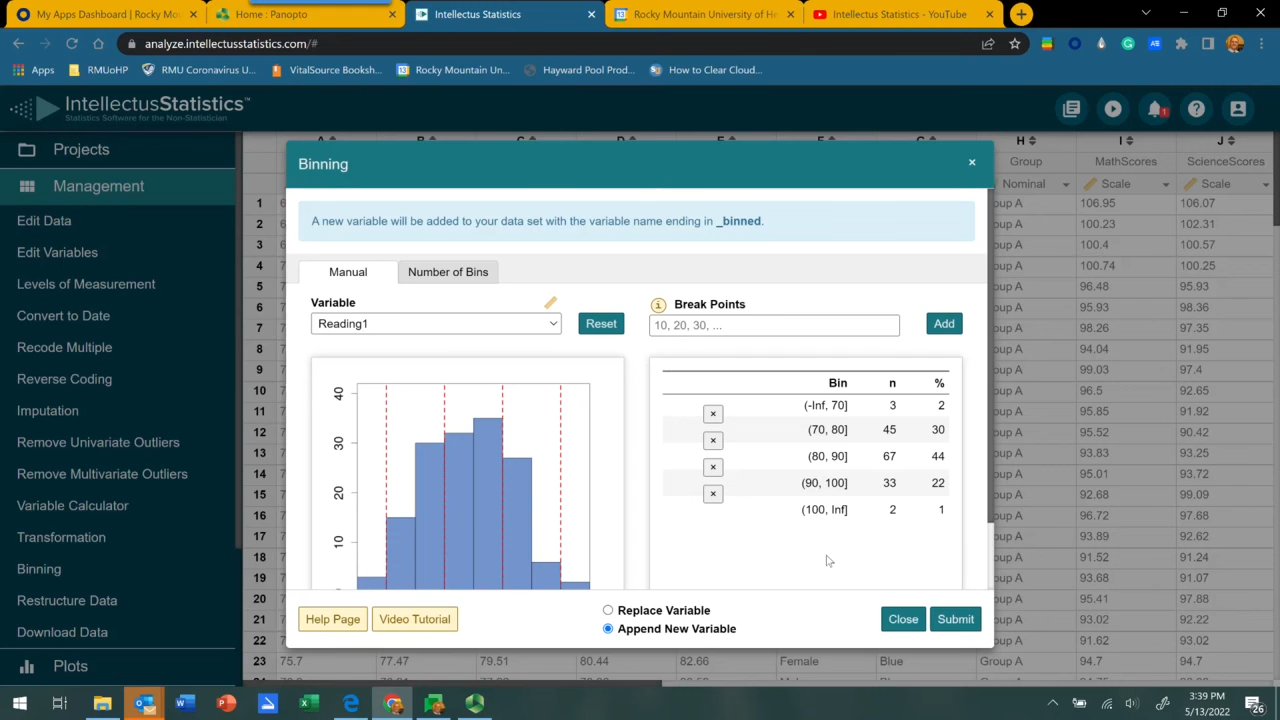 My Apps Dashboard | Rocky Mo
Home : Panopto
Intellectus Statistics
Rocky Mountain University of He
Intellectus Statistics - YouTube
analyze.intellectusstatistics.com/#
Apps
RMUoHP
RMU Coronavirus U...
VitalSource Booksh...
Rocky Mountain Un...
Hayward Pool Prod...
How to Clear Cloud...
IntellectusStatistics™
Statistics Software for the Non-Statistician
Projects
Management
Edit Data
Edit Variables
Levels of Measurement
Convert to Date
Recode Multiple
Reverse Coding
Imputation
Remove Univariate Outliers
Remove Multivariate Outliers
Variable Calculator
Transformation
Binning
Restructure Data
Download Data
Plots
H I J
Group MathScores ScienceScores
Nominal Scale Scale
1 oup A 106.95 106.07
2 oup A 100.23 102.31
3 oup A 100.4 100.57
4 oup A 100.74 100.25
5 oup A 96.48 95.93
6 oup A 95.58 98.36
7 oup A 98.26 97.35
8 oup A 94.04 91.95
9 oup A 99.03 97.4
10 oup A 96.5 92.65
11 oup A 95.85 91.92
12 oup A 95.52 90.42
13 oup A 93.83 93.25
14 oup A 95.01 93.72
15 oup A 92.68 99.09
16 oup A 96.72 97.68
17 oup A 93.89 92.62
18 oup A 91.52 91.24
19 oup A 93.68 91.07
20 oup A 95.41 97.88
21 oup A 93.02 92.22
22 oup A 91.62 93.02
23 75.7 77.47 79.51 80.44 82.66 Female Blue Group A 94.7 94.7
Binning
A new variable will be added to your data set with the variable name ending in _binned.
Manual
Number of Bins
Variable
Reading1
Reset
Break Points
10, 20, 30, ...
Add
40
30
20
10
Bin n %
(-Inf, 70] 3 2
(70, 80] 45 30
(80, 90] 67 44
(90, 100] 33 22
(100, Inf] 2 1
Help Page
Video Tutorial
Replace Variable
Append New Variable
Close
Submit
3:39 PM
5/13/2022
26